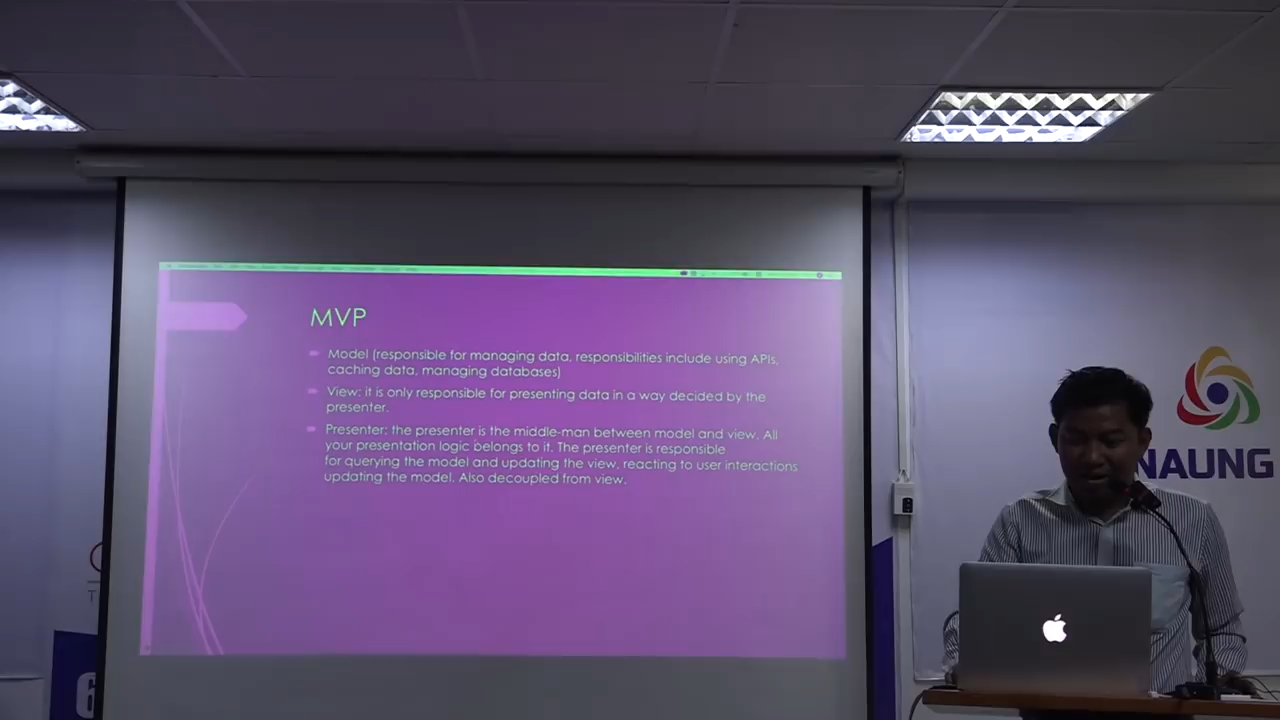 MVP
Model (responsible for managing data, responsibilities include using APIs,
caching data, managing databases)
View: it is only responsible for presenting data in a way decided by the
presenter.
Presenter: the presenter is the middle-man between model and view. All
your presentation logic belongs to it. The presenter is responsible
for querying the model and updating the view, reacting to user interactions
updating the model. Also decoupled from view.
NAUNG
6